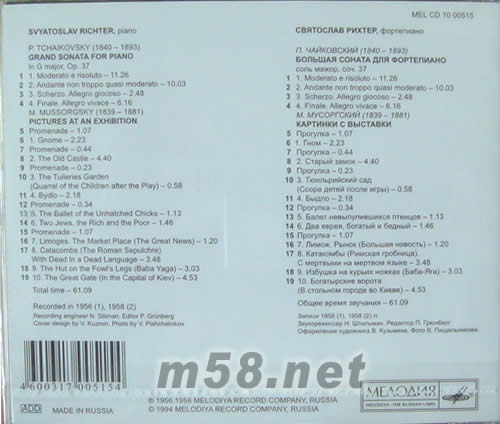 MEL CD 10 00515
SVYATOSLAV RICHTER, piano
P. TCHAIKOVSKY (1840 – 1893)
GRAND SONATA FOR PIANO
in G major, Op. 37
1 1. Moderato e risoluto – 11.26
2 2. Andante non troppo quasi moderato – 10.03
3 3. Scherzo. Allegro giocoso – 2.48
4 4. Finale. Allegro vivace – 6.16
M. MUSSORGSKY (1839 – 1881)
PICTURES AT AN EXHIBITION
5 Promenade – 1.07
6 1. Gnome – 2.23
7 Promenade – 0.44
8 2. The Old Castle – 4.40
9 Promenade – 0.23
10 3. The Tuileries Garden
(Quarrel of the Children after the Play) – 0.58
11 4. Bydlo – 2.18
12 Promenade – 0.34
13 5. The Ballet of the Unhatched Chicks – 1.13
14 6. Two Jews, the Rich and the Poor – 1.46
15 Promenade – 1.07
16 7. Limoges. The Market Place (The Great News) – 1.20
17 8. Cataombs (The Roman Sepulchre)
With Dead In a Dead Language – 3.48
18 9. The Hut on the Fowl's Legs (Baba Yaga) – 3.03
19 10. The Great Gate (In the Capital of Kiev) – 4.53
Total time – 61.09
Recorded in 1956 (1), 1958 (2)
Recording engineer N. Stilman. Editor P. Grünberg
Cover design by V. Kuzmin. Photo by V. Pishchalnikov
СВЯТОСЛАВ РИХТЕР, фортепиано
П. ЧАЙКОВСКИЙ (1840 – 1893)
БОЛЬШАЯ СОНАТА ДЛЯ ФОРТЕПИАНО
соль мажор, соч. 37
1 1. Moderato e risoluto – 11.26
2 2. Andante non troppo quasi moderato – 10.03
3 3. Scherzo. Allegro giocoso – 2.48
4 4. Finale. Allegro vivace – 6.16
М. МУСОРГСКИЙ (1839 – 1881)
КАРТИНКИ С ВЫСТАВКИ
5 Прогулка – 1.07
6 1. Гном – 2.23
7 Прогулка – 0.44
8 2. Старый замок – 4.40
9 Прогулка – 0.23
10 3. Тюильрийский сад
(Ссора детей после игры) – 0.58
11 4. Быдло – 2.18
12 Прогулка – 0.34
13 5. Балет невылупившихся птенцов – 1.13
14 6. Два еврея, богатый и бедный – 1.46
15 Прогулка – 1.07
16 7. Лимож. Рынок (Большая новость) – 1.20
17 8. Катакомбы (Римская гробница).
С мертвыми на мертвом языке – 3.48
18 9. Избушка на курьих ножках (Баба-Яга) – 3.03
19 10. Богатырские ворота
(В стольном городе во Киеве) – 4.53
Общее время звучания – 61.09
Записи 1956 (1), 1958 (2) гг.
Звукорежиссер Н. Штильман. Редактор П. Грюнберг
Оформление художника В. Кузьмина. Фото В. Пищальникова
m58.net
4 600317 005154
ADD
MADE IN RUSSIA
℗ 1956,1958 MELODIYA RECORD COMPANY, RUSSIA
© 1994 MELODIYA RECORD COMPANY, RUSSIA
МЕЛОДИЯ
MELODIYA - THE RUSSIAN LABEL